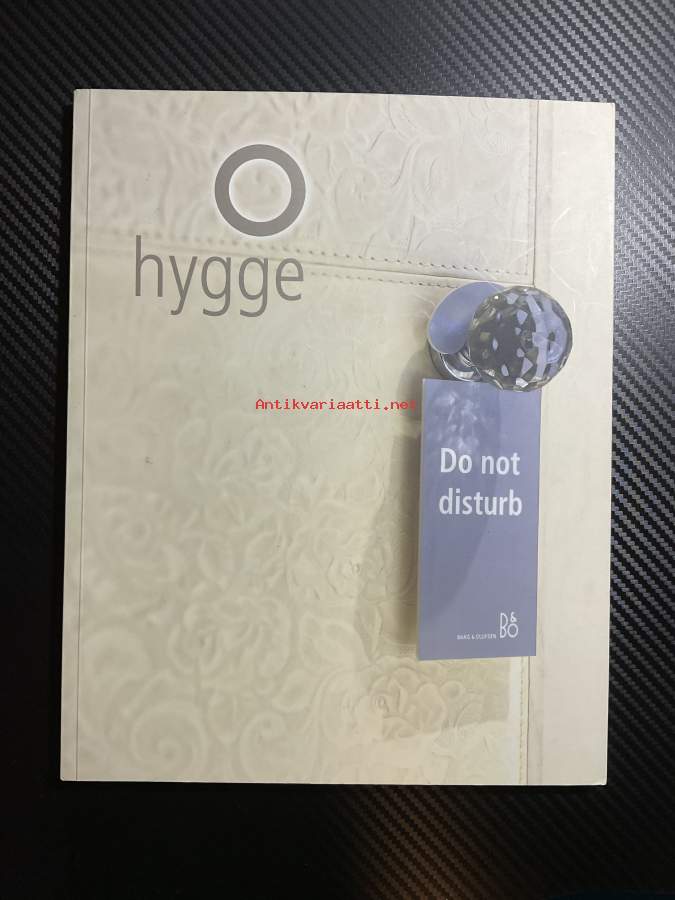 hygge
Antikvariaatti.net
Do not
disturb
B&O
BANG & OLUFSEN